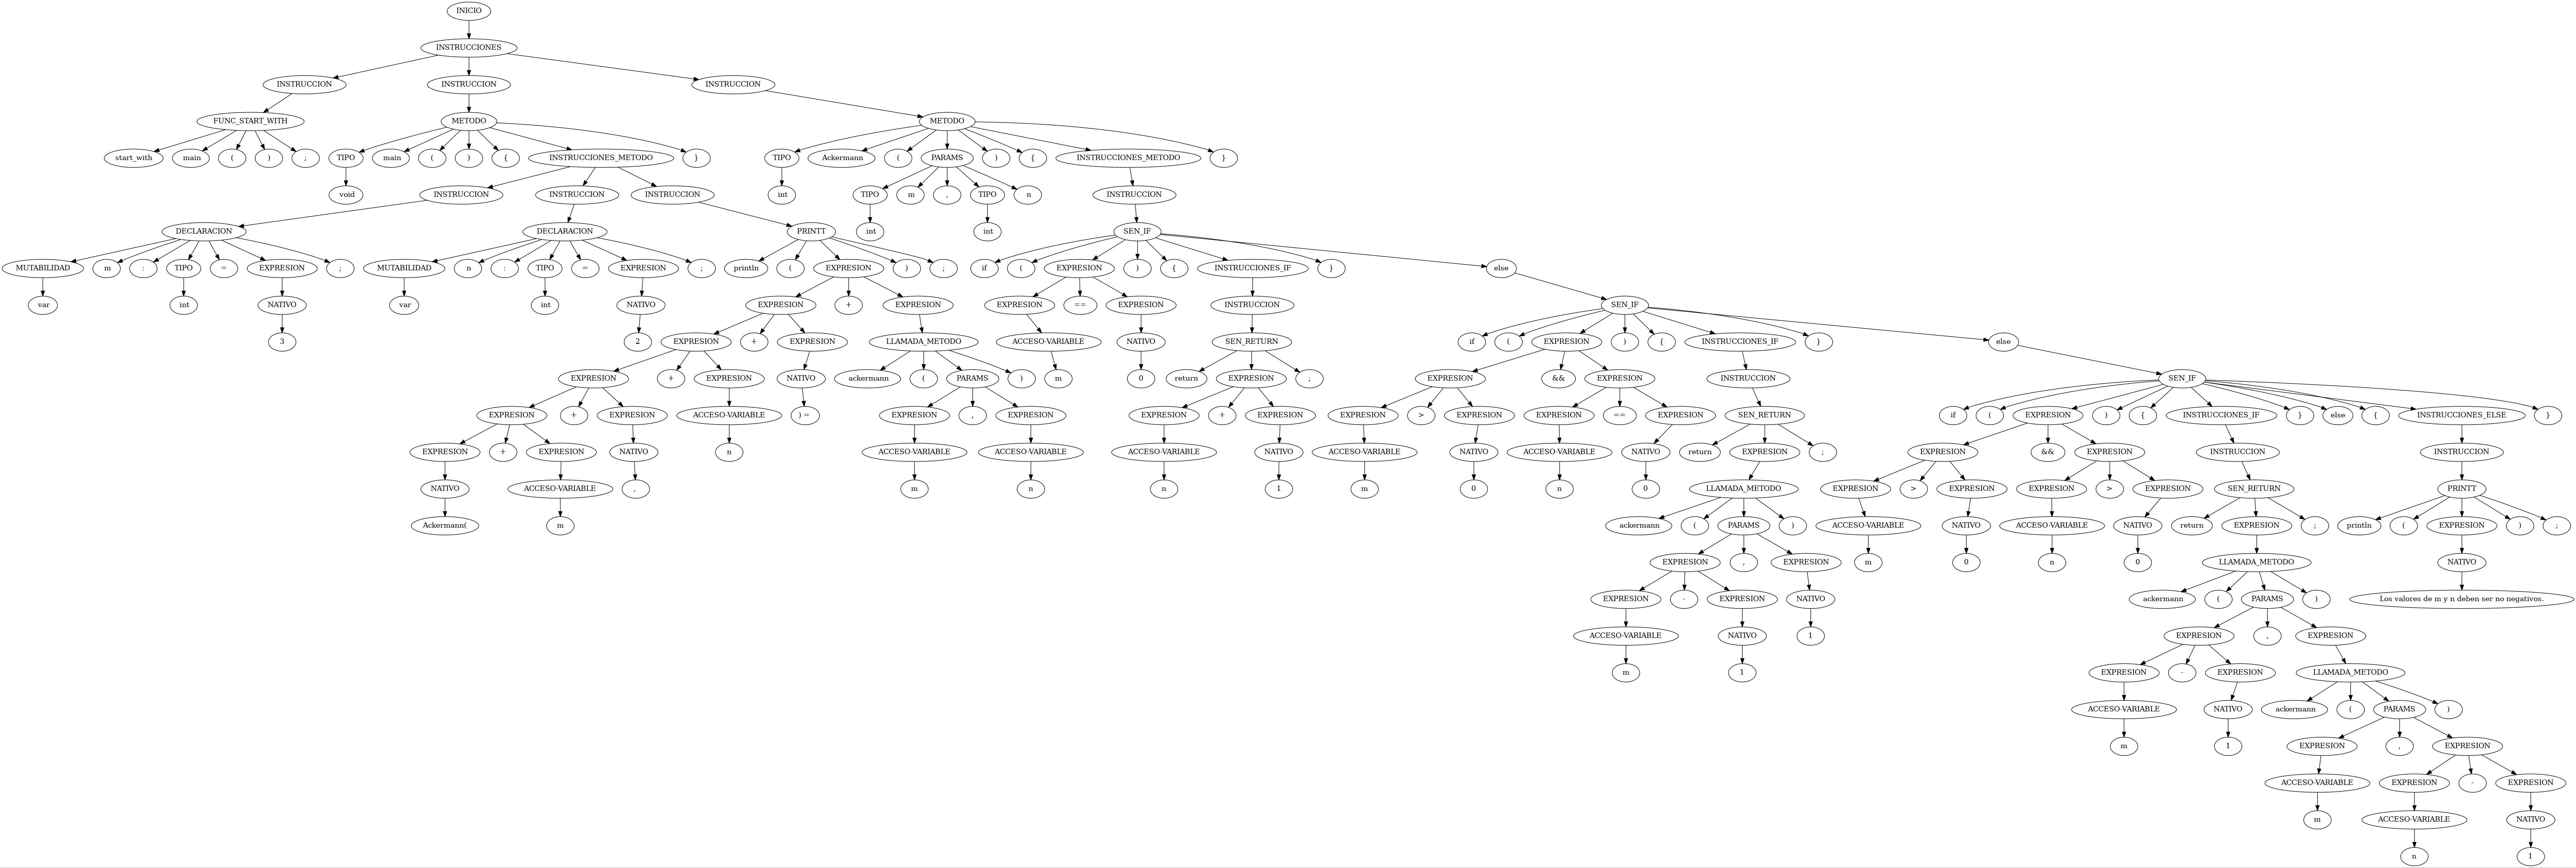 INICIO
INSTRUCCIONES
INSTRUCCION INSTRUCCION INSTRUCCION
FUNC_START_WITH METODO METODO
start_with main ( ) ; TIPO main ( ) { INSTRUCCIONES_METODO } TIPO Ackermann ( PARAMS ) { INSTRUCCIONES_METODO }
void INSTRUCCION INSTRUCCION INSTRUCCION int TIPO m , TIPO n INSTRUCCION
DECLARACION DECLARACION PRINTT int int SEN_IF
MUTABILIDAD m : TIPO = EXPRESION ; MUTABILIDAD n : TIPO = EXPRESION ; println ( EXPRESION ) ; if ( EXPRESION ) { INSTRUCCIONES_IF } else
var int NATIVO var int NATIVO EXPRESION + EXPRESION EXPRESION == EXPRESION INSTRUCCION SEN_IF
3 2 EXPRESION + EXPRESION LLAMADA_METODO ACCESO-VARIABLE NATIVO SEN_RETURN if ( EXPRESION ) { INSTRUCCIONES_IF } else
EXPRESION + EXPRESION NATIVO ackermann ( PARAMS ) m 0 return EXPRESION ; EXPRESION && EXPRESION INSTRUCCION SEN_IF
EXPRESION + EXPRESION ACCESO-VARIABLE ) = EXPRESION , EXPRESION EXPRESION + EXPRESION EXPRESION > EXPRESION EXPRESION == EXPRESION SEN_RETURN if ( EXPRESION ) { INSTRUCCIONES_IF } else { INSTRUCCIONES_ELSE }
EXPRESION + EXPRESION NATIVO n ACCESO-VARIABLE ACCESO-VARIABLE ACCESO-VARIABLE NATIVO ACCESO-VARIABLE NATIVO ACCESO-VARIABLE NATIVO return EXPRESION ; EXPRESION && EXPRESION INSTRUCCION INSTRUCCION
NATIVO ACCESO-VARIABLE , m n n 1 m 0 n 0 LLAMADA_METODO EXPRESION > EXPRESION EXPRESION > EXPRESION SEN_RETURN PRINTT
Ackermann( m ackermann ( PARAMS ) ACCESO-VARIABLE NATIVO ACCESO-VARIABLE NATIVO return EXPRESION ; println ( EXPRESION ) ;
EXPRESION , EXPRESION m 0 n 0 LLAMADA_METODO NATIVO
EXPRESION - EXPRESION NATIVO ackermann ( PARAMS ) Los valores de m y n deben ser no negativos.
ACCESO-VARIABLE NATIVO 1 EXPRESION , EXPRESION
m 1 EXPRESION - EXPRESION LLAMADA_METODO
ACCESO-VARIABLE NATIVO ackermann ( PARAMS )
m 1 EXPRESION , EXPRESION
ACCESO-VARIABLE EXPRESION - EXPRESION
m ACCESO-VARIABLE NATIVO
n 1